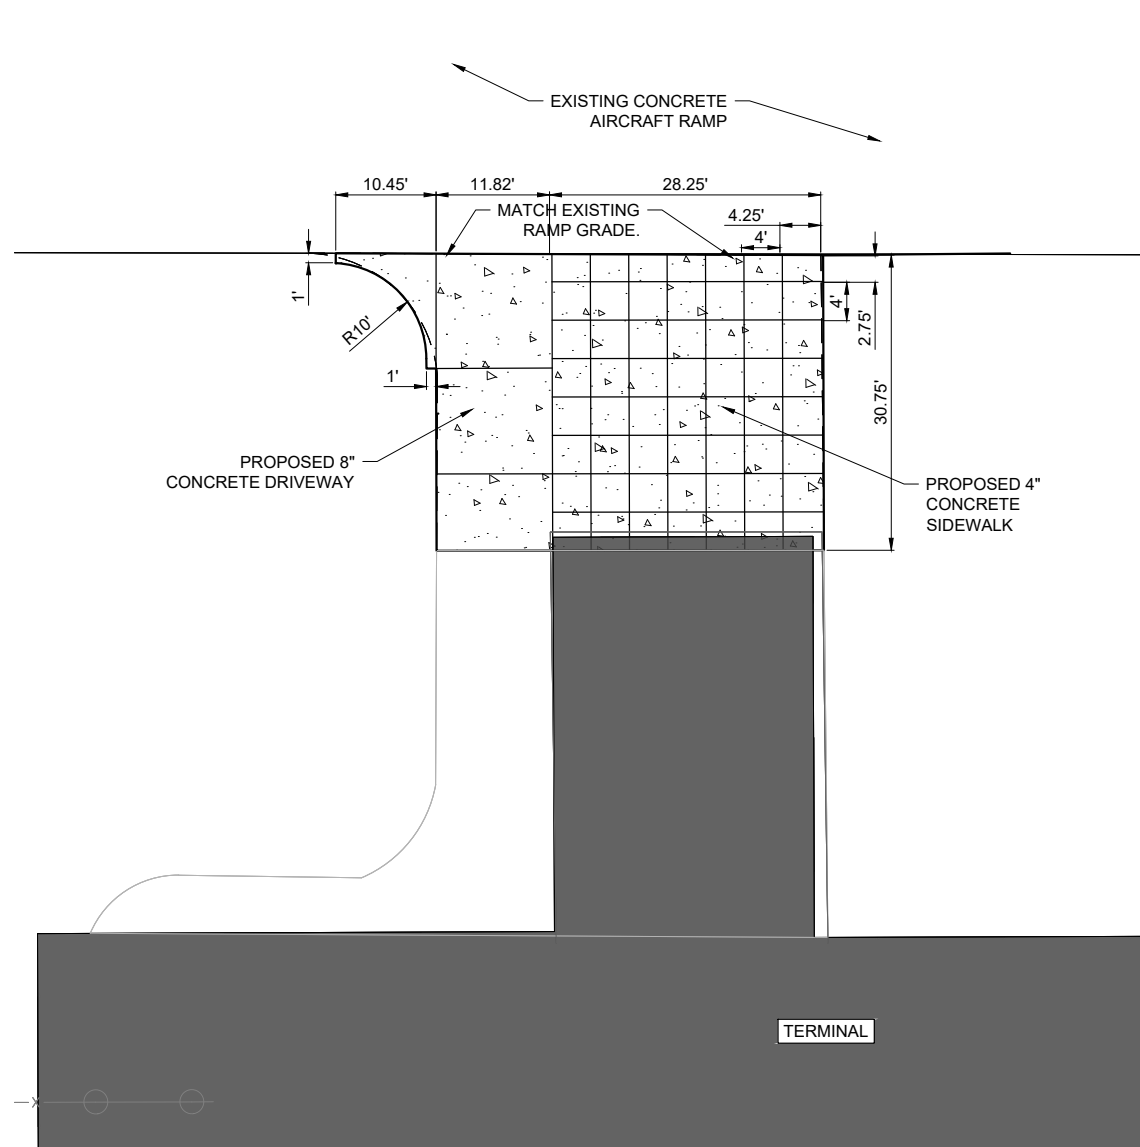 EXISTING CONCRETE
AIRCRAFT RAMP
10.45'
11.82'
28.25'
MATCH EXISTING
RAMP GRADE.
4.25'
4'
1'
R10'
1'
4'
2.75'
30.75'
PROPOSED 8"
CONCRETE DRIVEWAY
PROPOSED 4"
CONCRETE
SIDEWALK
TERMINAL
X